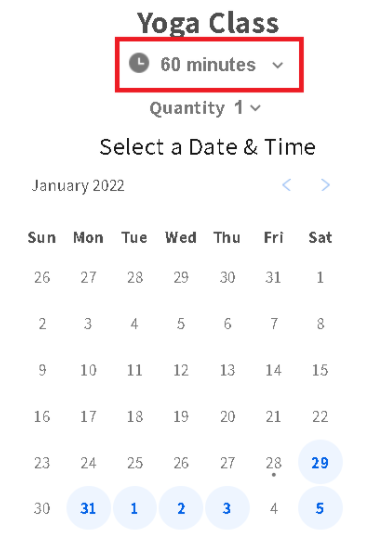 Yoga Class
60 minutes
Quantity 1
Select a Date & Time
January 2022 < >
Sun Mon Tue Wed Thu Fri Sat
26 27 28 29 30 31 1
2 3 4 5 6 7 8
9 10 11 12 13 14 15
16 17 18 19 20 21 22
23 24 25 26 27 28 29
30 31 1 2 3 4 5